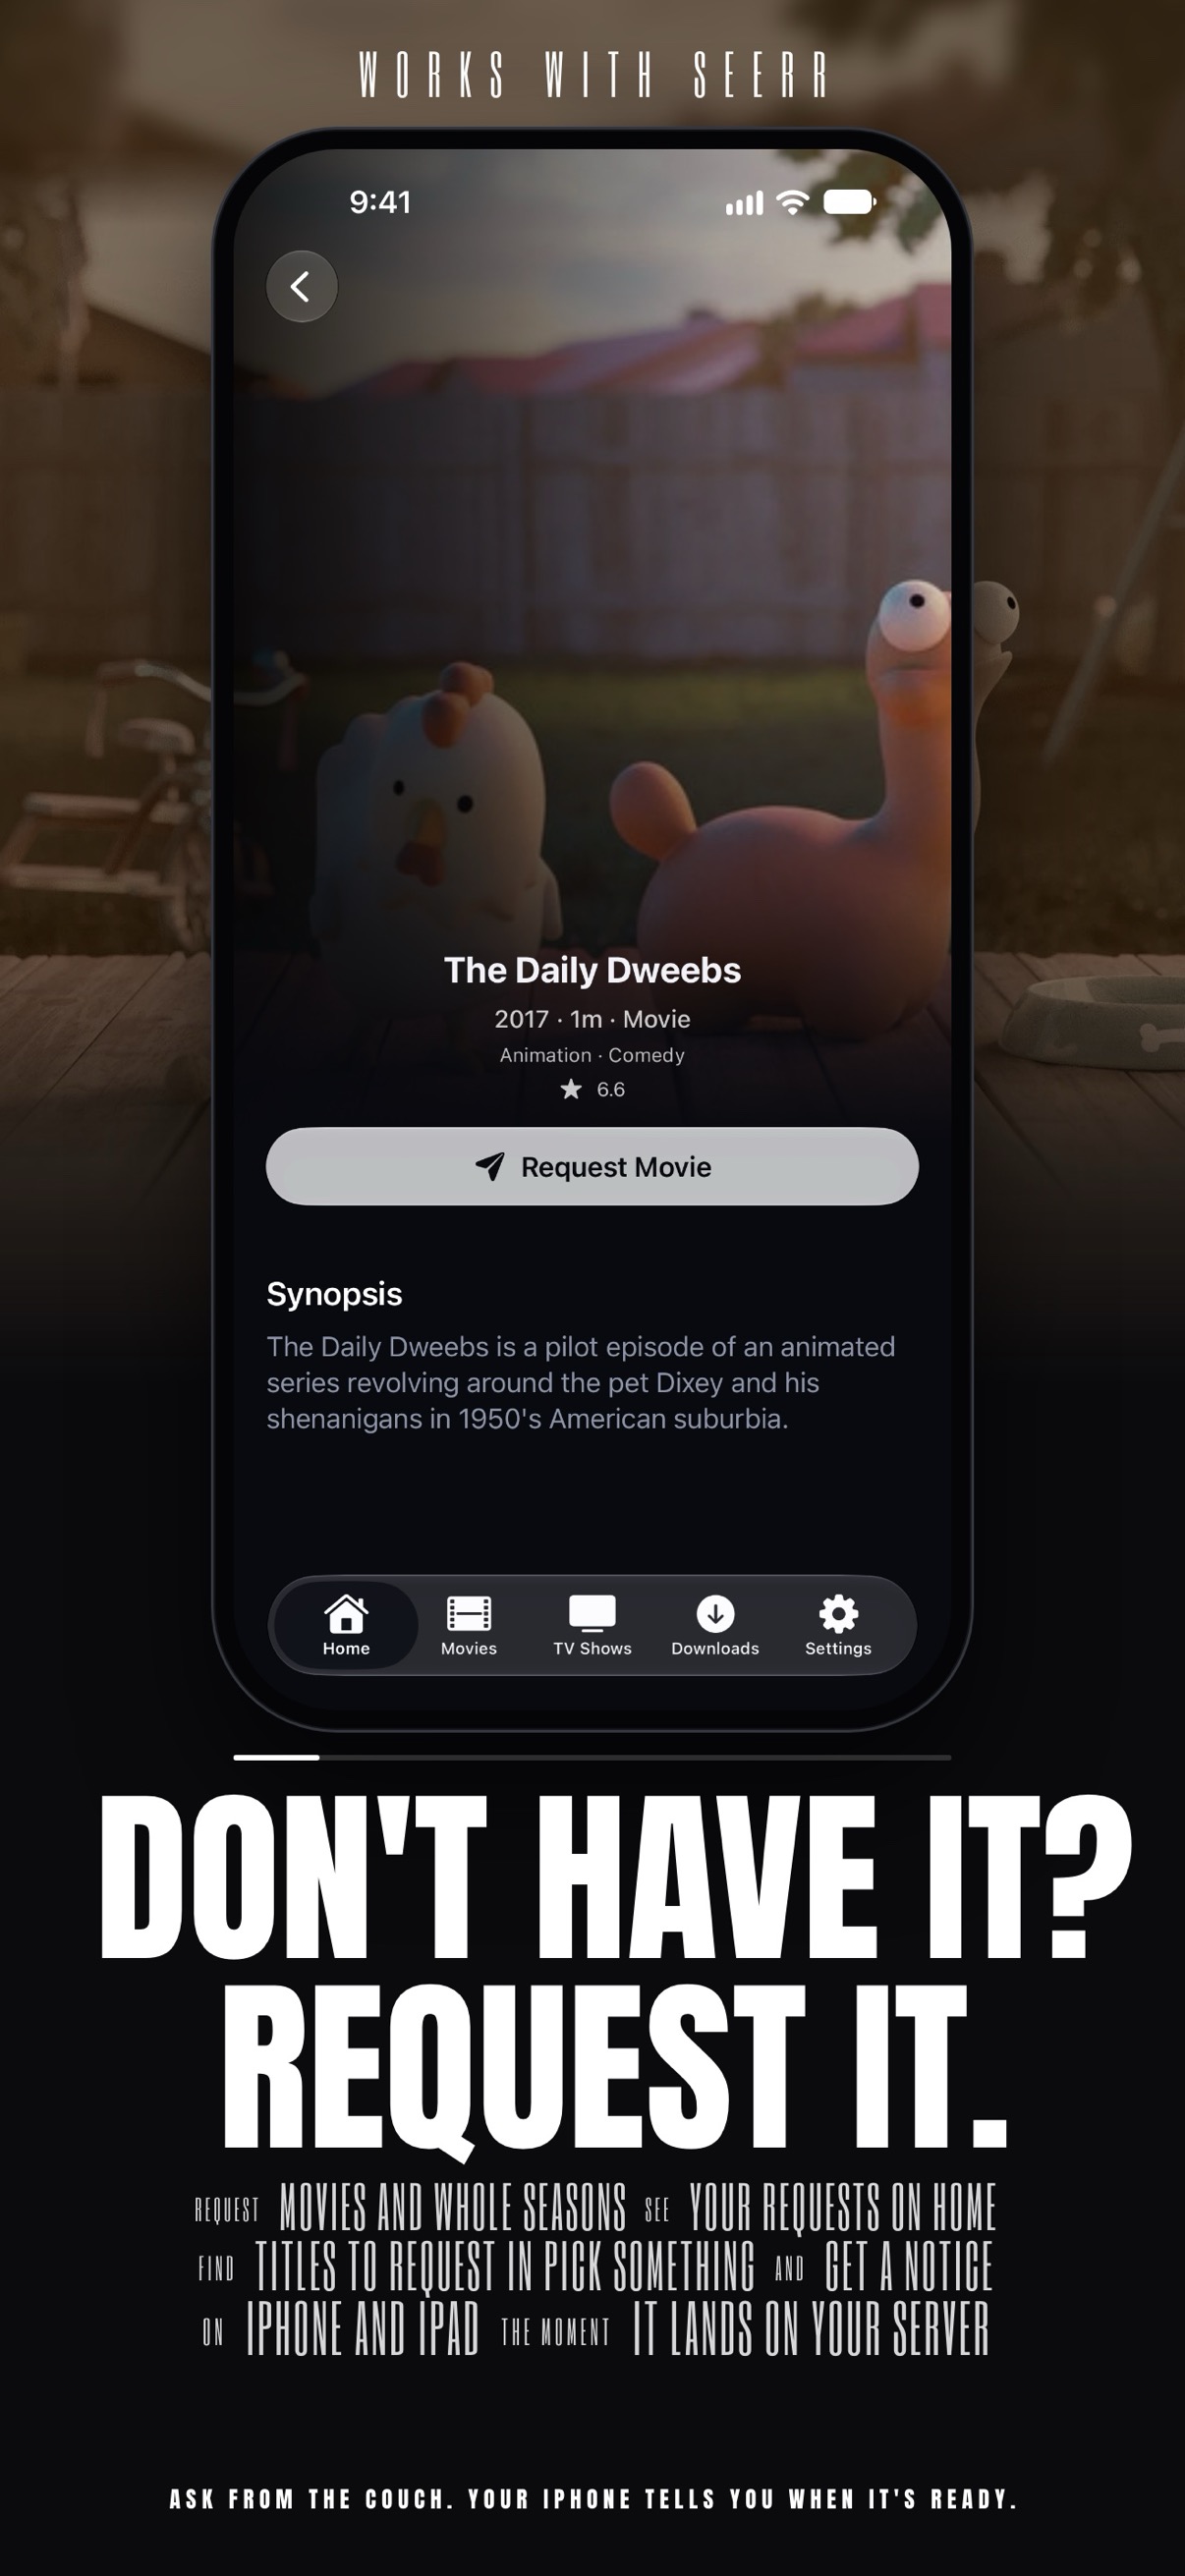 WORKS WITH SEERR
9:41
The Daily Dweebs
2017 · 1m · Movie
Animation · Comedy
★ 6.6
Request Movie
Synopsis
The Daily Dweebs is a pilot episode of an animated
series revolving around the pet Dixey and his
shenanigans in 1950's American suburbia.
Home Movies TV Shows Downloads Settings
DON'T HAVE IT?
REQUEST IT.
REQUEST MOVIES AND WHOLE SEASONS SEE YOUR REQUESTS ON HOME
FIND TITLES TO REQUEST IN PICK SOMETHING AND GET A NOTICE
ON IPHONE AND IPAD THE MOMENT IT LANDS ON YOUR SERVER
ASK FROM THE COUCH. YOUR IPHONE TELLS YOU WHEN IT'S READY.